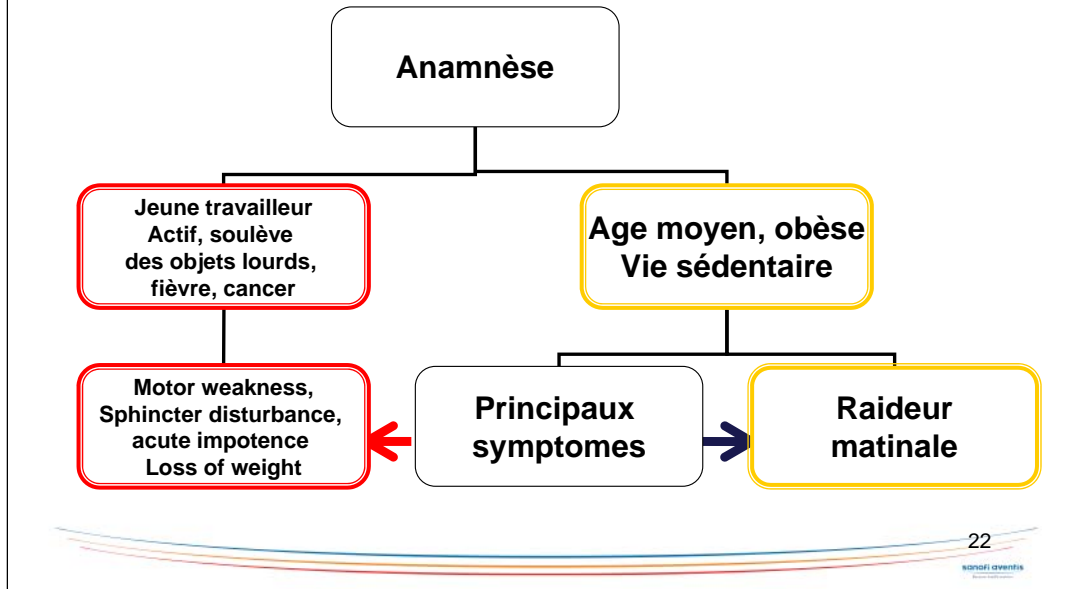 Anamnèse
Jeune travailleur
Actif, soulève
des objets lourds,
fièvre, cancer
Age moyen, obèse
Vie sédentaire
Motor weakness,
Sphincter disturbance,
acute impotence
Loss of weight
Principaux
symptomes
Raideur
matinale
22
sanofi aventis